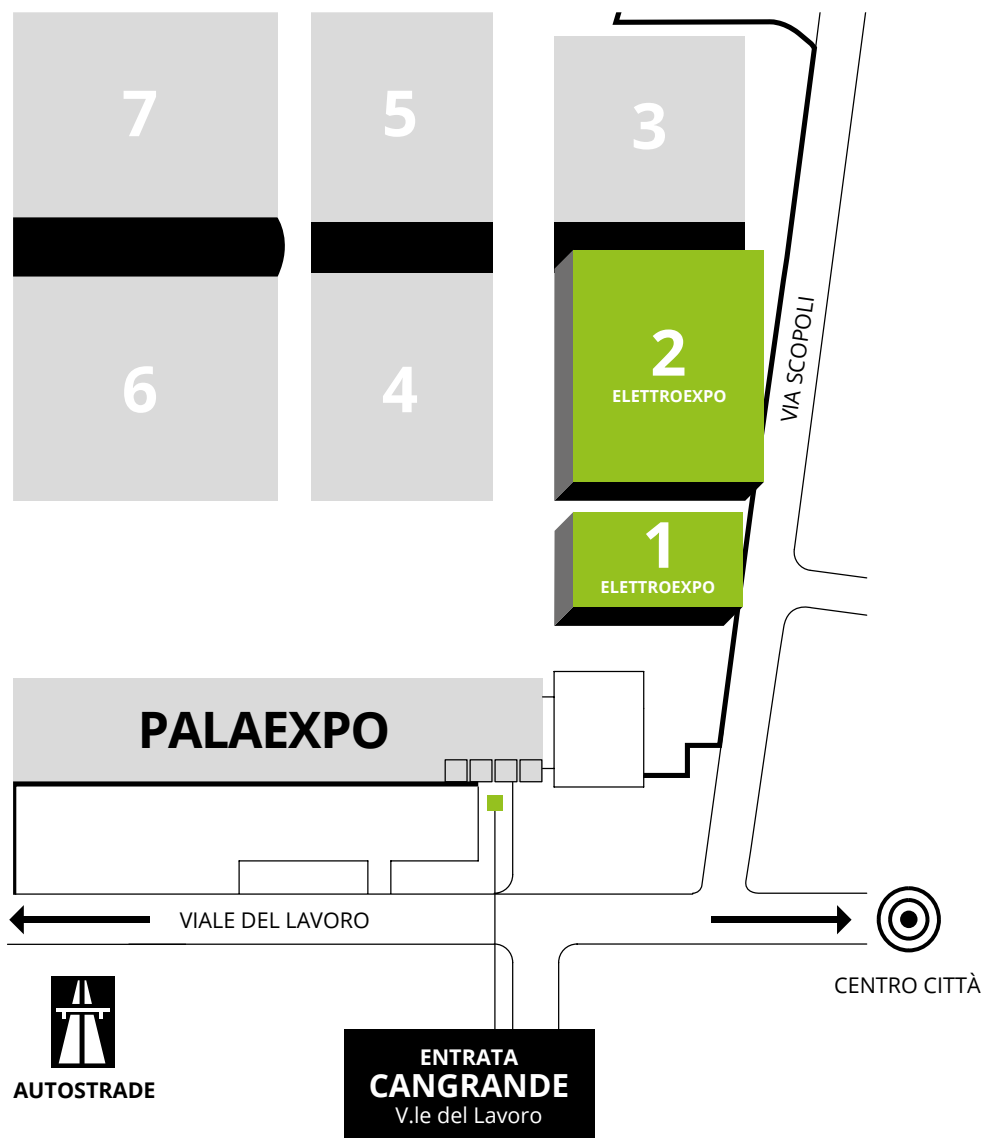 7
5
3
6
4
2
ELETTROEXPO
VIA SCOPOLI
1
ELETTROEXPO
PALAEXPO
VIALE DEL LAVORO
CENTRO CITTÀ
AUTOSTRADE
ENTRATA
CANGRANDE
V.le del Lavoro